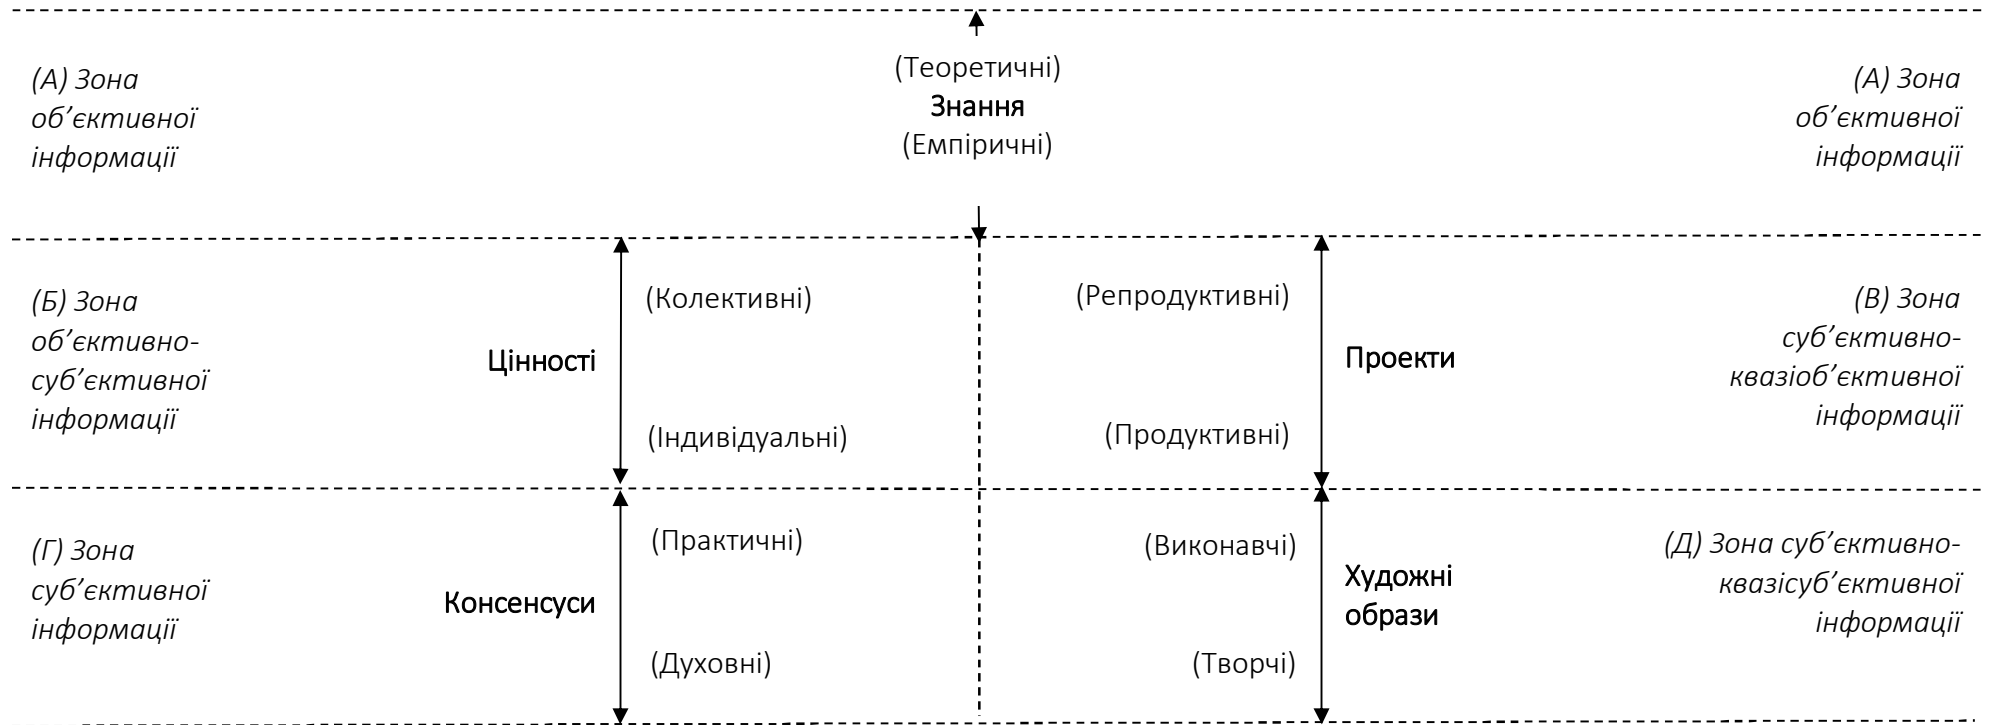 (А) Зона
об’єктивної
інформації
(Теоретичні)
Знання
(Емпіричні)
(А) Зона
об’єктивної
інформації
(Б) Зона
об’єктивно-
суб’єктивної
інформації
Цінності
(Колективні)
(Індивідуальні)
(Репродуктивні)
(Продуктивні)
Проекти
(В) Зона
суб’єктивно-
квазіоб’єктивної
інформації
(Г) Зона
суб’єктивної
інформації
Консенсуси
(Практичні)
(Духовні)
(Виконавчі)
(Творчі)
Художні
образи
(Д) Зона суб’єктивно-
квазісуб’єктивної
інформації